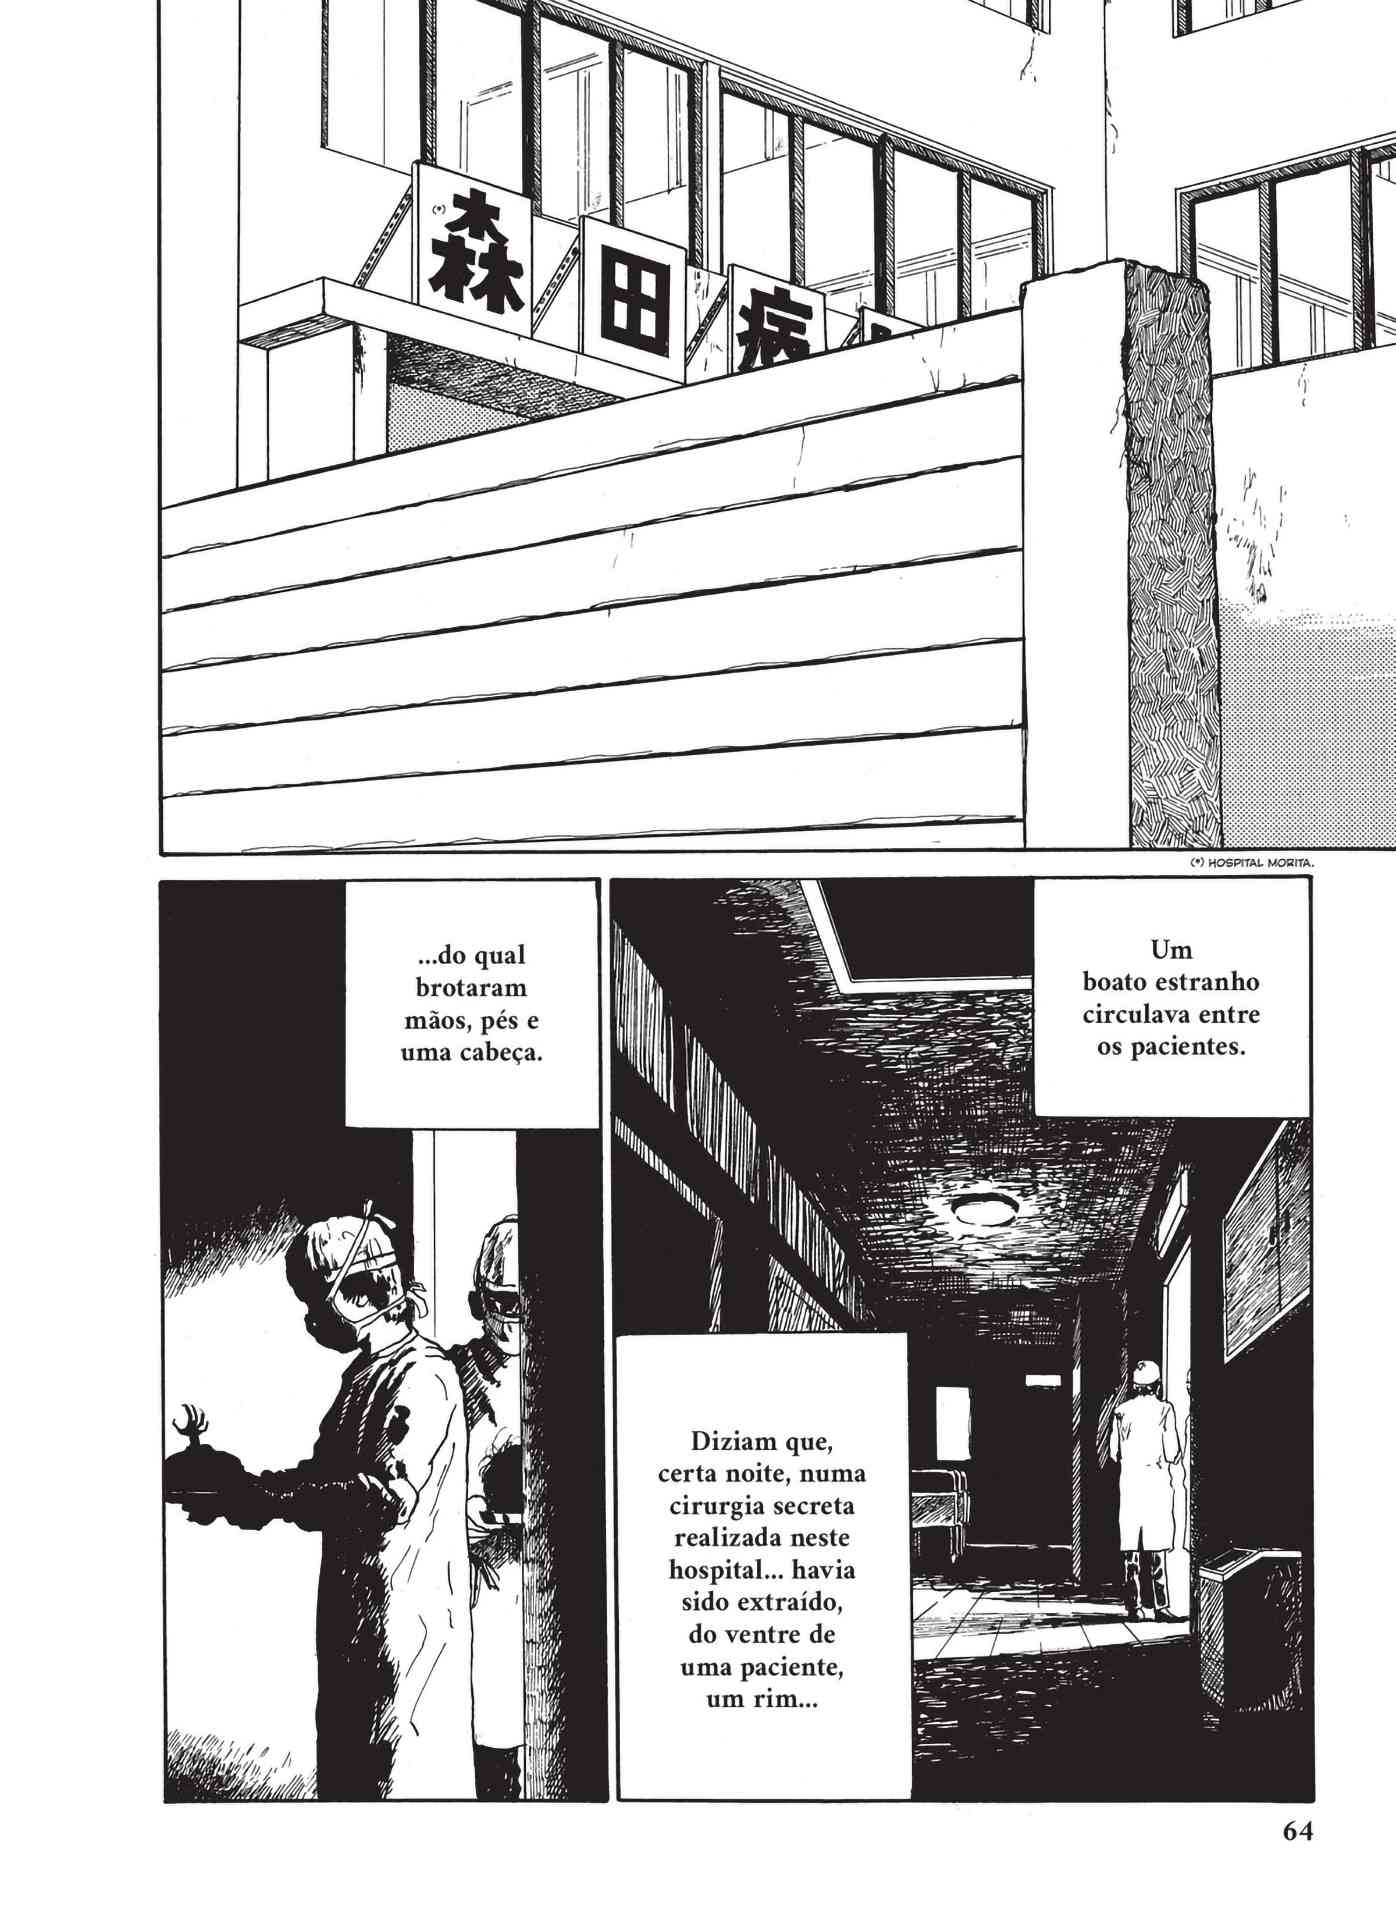 (*)
森田病
(*) HOSPITAL MORITA.
Um
boato estranho
circulava entre
os pacientes.
Diziam que,
certa noite, numa
cirurgia secreta
realizada neste
hospital... havia
sido extraído,
do ventre de
uma paciente,
um rim...
...do qual
brotaram
mãos, pés e
uma cabeça.
64